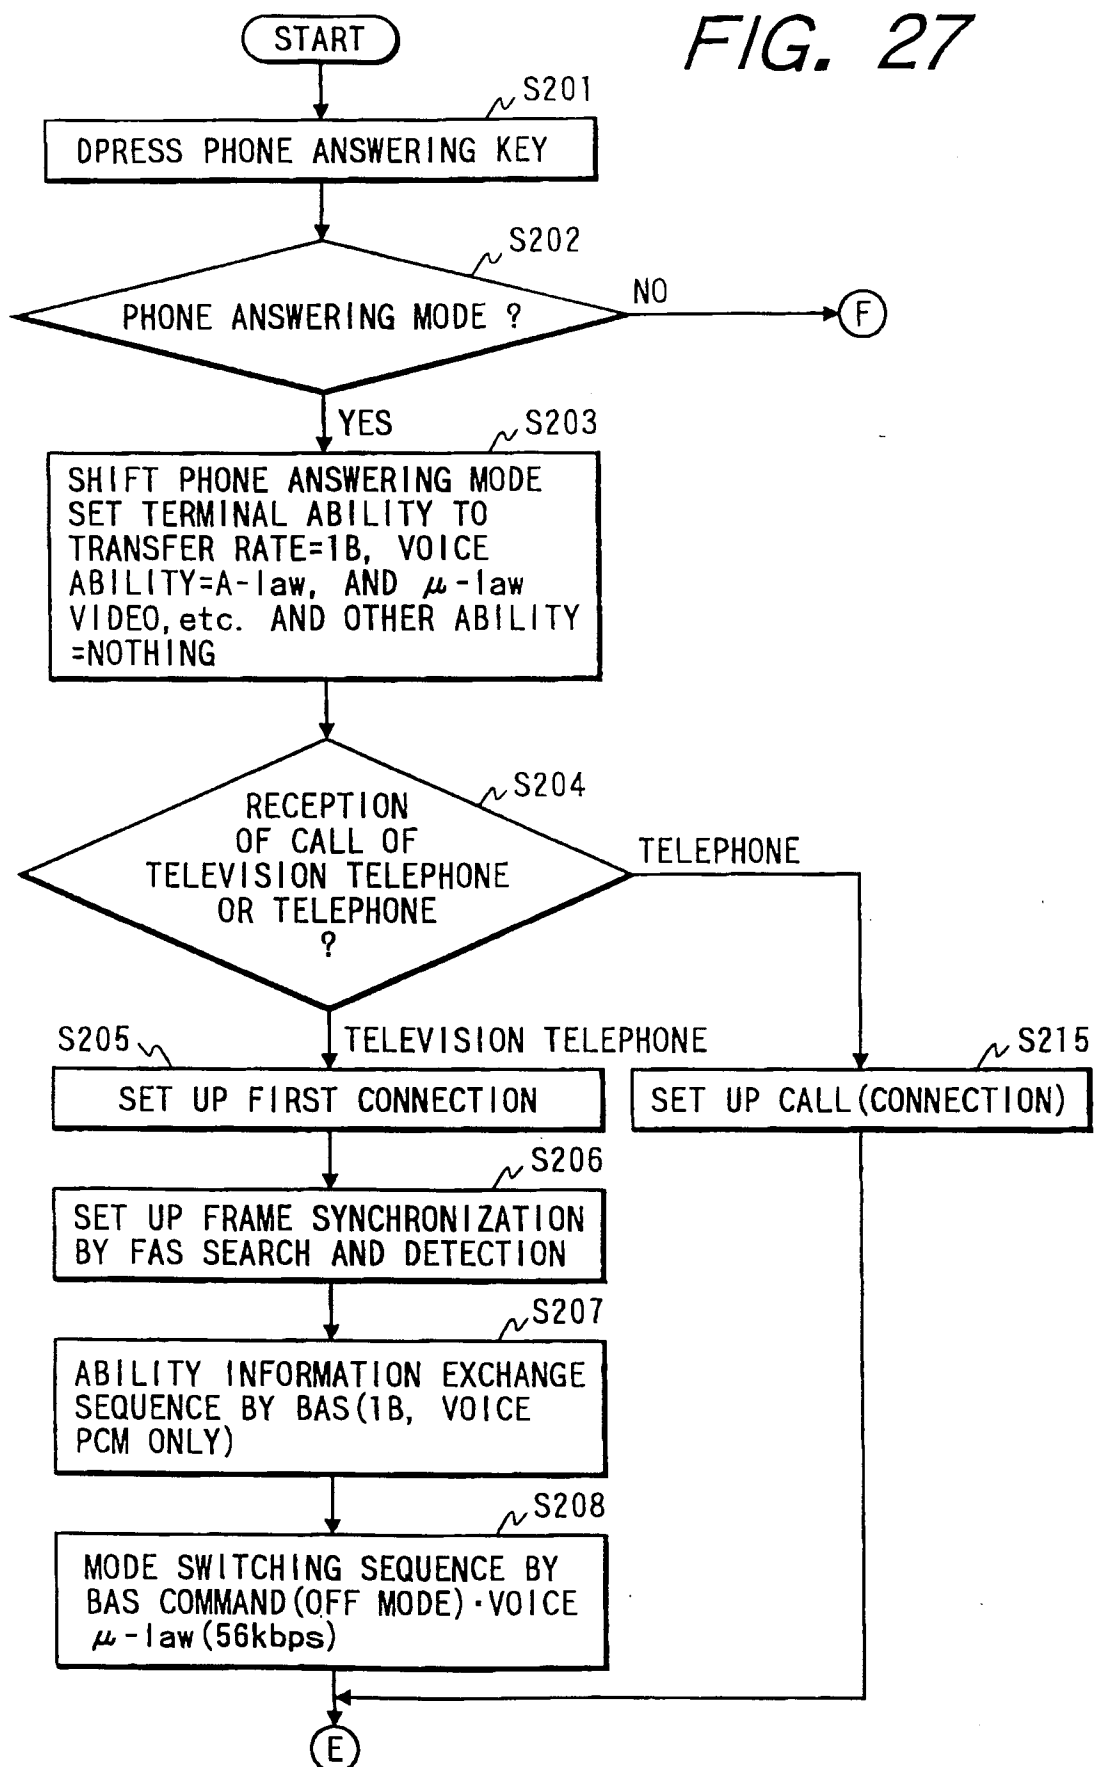 FIG. 27
START
S201
DPRESS PHONE ANSWERING KEY
S202
PHONE ANSWERING MODE ?
NO
F
YES
S203
SHIFT PHONE ANSWERING MODE
SET TERMINAL ABILITY TO
TRANSFER RATE=1B, VOICE
ABILITY=A-law, AND μ-law
VIDEO, etc. AND OTHER ABILITY
=NOTHING
S204
RECEPTION
OF CALL OF
TELEVISION TELEPHONE
OR TELEPHONE
?
TELEPHONE
TELEVISION TELEPHONE
S205
SET UP FIRST CONNECTION
S215
SET UP CALL(CONNECTION)
S206
SET UP FRAME SYNCHRONIZATION
BY FAS SEARCH AND DETECTION
S207
ABILITY INFORMATION EXCHANGE
SEQUENCE BY BAS(1B, VOICE
PCM ONLY)
S208
MODE SWITCHING SEQUENCE BY
BAS COMMAND(OFF MODE)·VOICE
μ-law(56kbps)
E